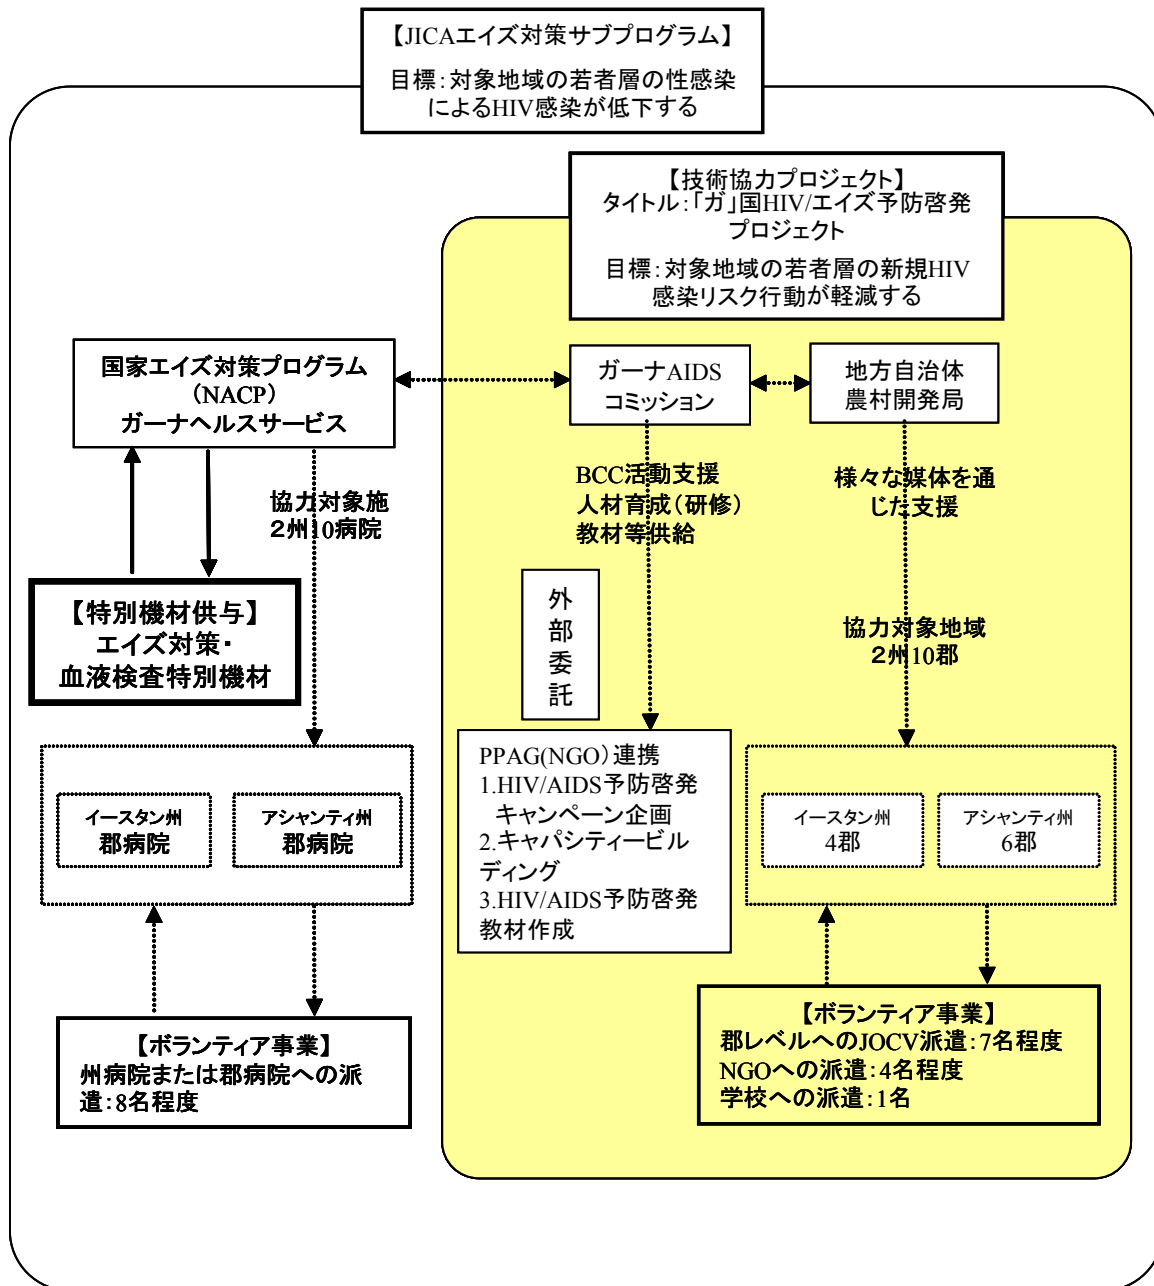 【JICAエイズ対策サブプログラム】
目標：対象地域の若者層の性感染
によるHIV感染が低下する
【技術協力プロジェクト】
タイトル：「ガ」国HIV/エイズ予防啓発
プロジェクト
目標：対象地域の若者層の新規HIV
感染リスク行動が軽減する
国家エイズ対策プログラム
（NACP）
ガーナヘルスサービス
ガーナAIDS
コミッション
地方自治体
農村開発局
協力対象施
２州10病院
BCC活動支援
人材育成（研修）
教材等供給
様々な媒体を通
じた支援
【特別機材供与】
エイズ対策・
血液検査特別機材
外
部
委
託
協力対象地域
２州10郡
PPAG(NGO）連携
1.HIV/AIDS予防啓発
キャンペーン企画
2.キャパシティービル
ディング
3.HIV/AIDS予防啓発
教材作成
イースタン州
郡病院
アシャンティ州
郡病院
イースタン州
4郡
アシャンティ州
6郡
【ボランティア事業】
州病院または郡病院への派
遣：8名程度
【ボランティア事業】
郡レベルへのJOCV派遣：7名程度
NGOへの派遣：4名程度
学校への派遣：1名